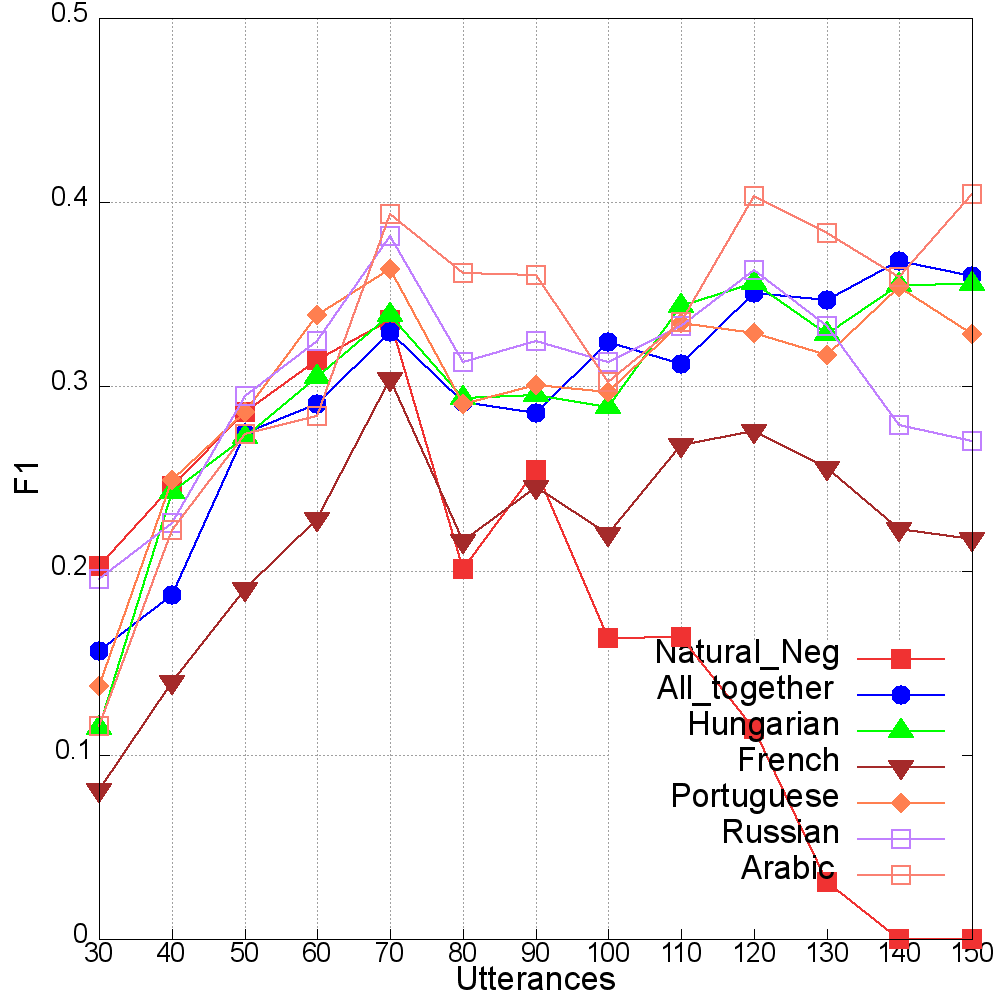 0.5
0.4
0.3
0.2
0.1
0
F1
Natural_Neg
All_together
Hungarian
French
Portuguese
Russian
Arabic
30 40 50 60 70 80 90 100 110 120 130 140 150
Utterances